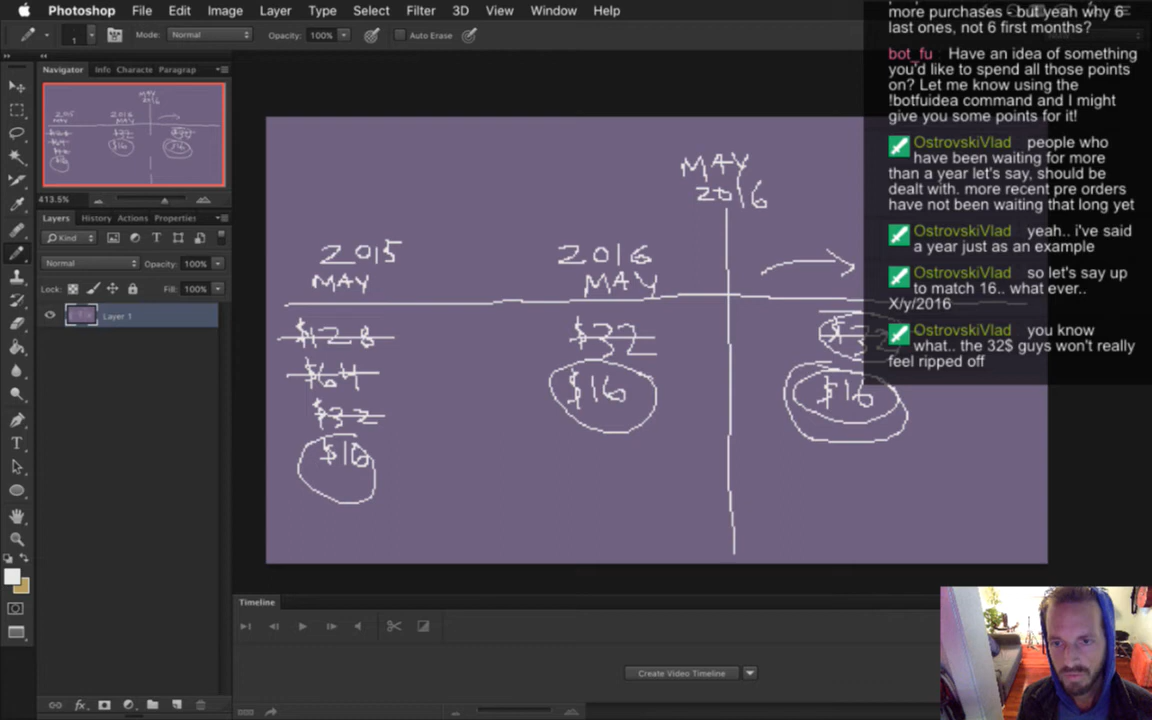 Photoshop File Edit Image Layer Type Select Filter 3D View Window Help
1 Mode: Normal Opacity: 100% Auto Erase
Navigator Info Characte Paragrap
413.5%
Layers History Actions Properties
Kind
Normal Opacity: 100%
Lock: Fill: 100%
Layer 1
fx
MAY
2016
2015
MAY
2016
MAY
$128
$64
$32
$16
$32
$16
$32
$16
more purchases - but yeah why 6
last ones, not 6 first months?
bot_fu Have an idea of something
you'd like to spend all those points
on? Let me know using the
!botfuidea command and I might
give you some points for it!
OstrovskiVlad people who
have been waiting for more
than a year let's say, should be
dealt with. more recent pre orders
have not been waiting that long yet
OstrovskiVlad yeah.. i've said
a year just as an example
OstrovskiVlad so let's say up
to match 16.. what ever..
X/y/2016
OstrovskiVlad you know
what.. the 32$ guys won't really
feel ripped off
Timeline
Create Video Timeline